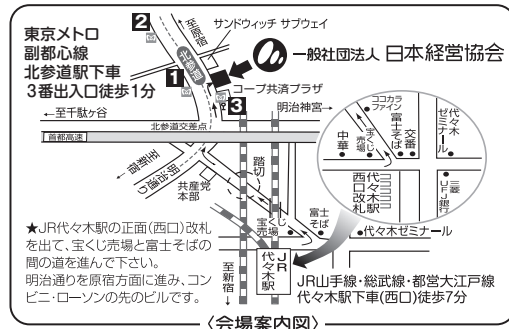 東京メトロ
副都心線
北参道駅下車
3番出入口徒歩1分
2
至原宿
サンドウィッチ サブウェイ
北参道
1
一般社団法人 日本経営協会
コープ共済プラザ
3
←至千駄ヶ谷
明治神宮→
北参道交差点
首都高速
至新宿
明治通り
踏切
共産党
本部
ココカラ
ファイン
中華
宝くじ
売場
富士そば
交番
代々木
ゼミナール
代々木駅
西口改札
三菱
UFJ銀行
宝くじ
売場
富士
そば
代々木ゼミナール
★JR代々木駅の正面(西口)改札
を出て、宝くじ売場と富士そばの
間の道を進んで下さい。
明治通りを原宿方面に進み、コン
ビニ・ローソンの先のビルです。
至新宿
JR
代々木駅
JR山手線・総武線・都営大江戸線
代々木駅下車(西口)徒歩7分
〈会場案内図〉